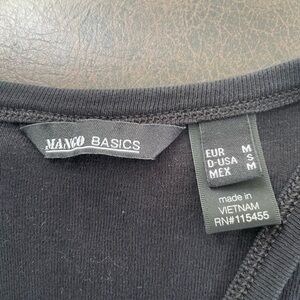 MANGO BASICS
EUR M
D-USA S
MEX M
made in
VIETNAM
RN#115455